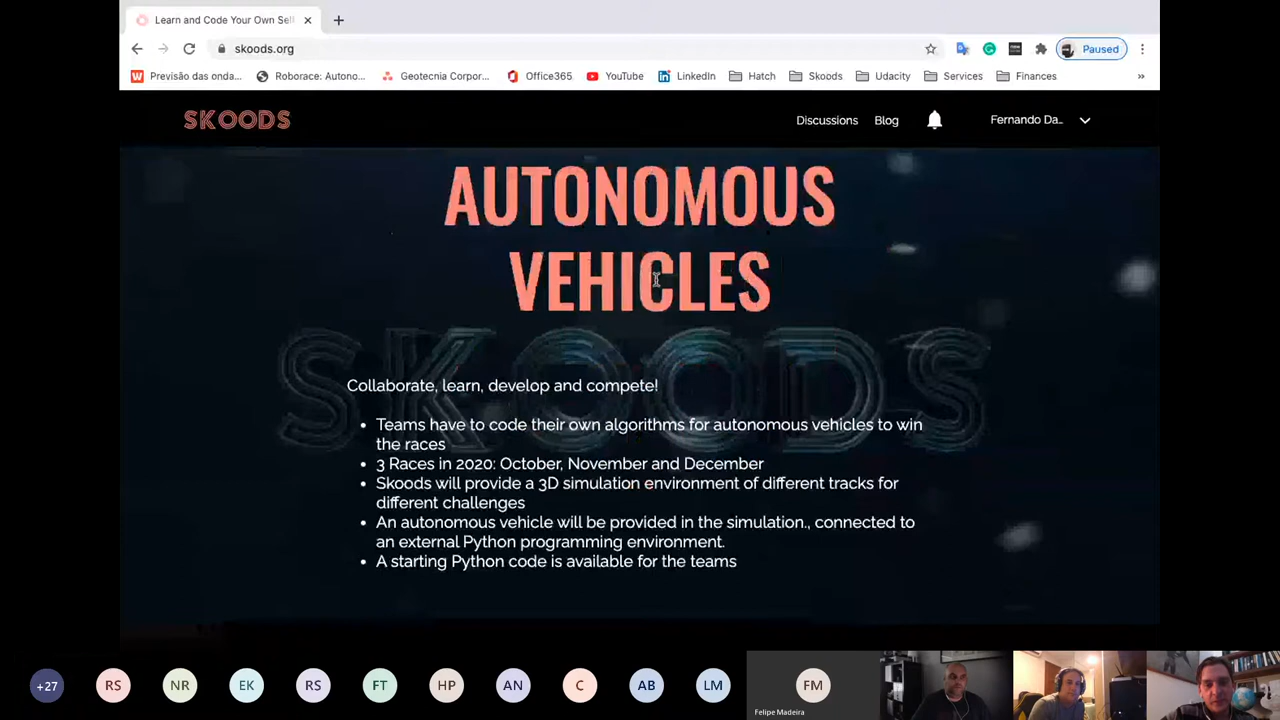 Learn and Code Your Own Sel
skoods.org
Paused
Previsão das onda...
Roborace: Autono...
Geotecnia Corpor...
Office365
YouTube
LinkedIn
Hatch
Skoods
Udacity
Services
Finances
»
SKOODS
Discussions
Blog
Fernando Da...
AUTONOMOUS
VEHICLES
SKOODS
Collaborate, learn, develop and compete!
• Teams have to code their own algorithms for autonomous vehicles to win
the races
• 3 Races in 2020: October, November and December
• Skoods will provide a 3D simulation environment of different tracks for
different challenges
• An autonomous vehicle will be provided in the simulation., connected to
an external Python programming environment.
• A starting Python code is available for the teams
+27
RS
NR
EK
RS
FT
HP
AN
C
AB
LM
FM
Felipe Madeira